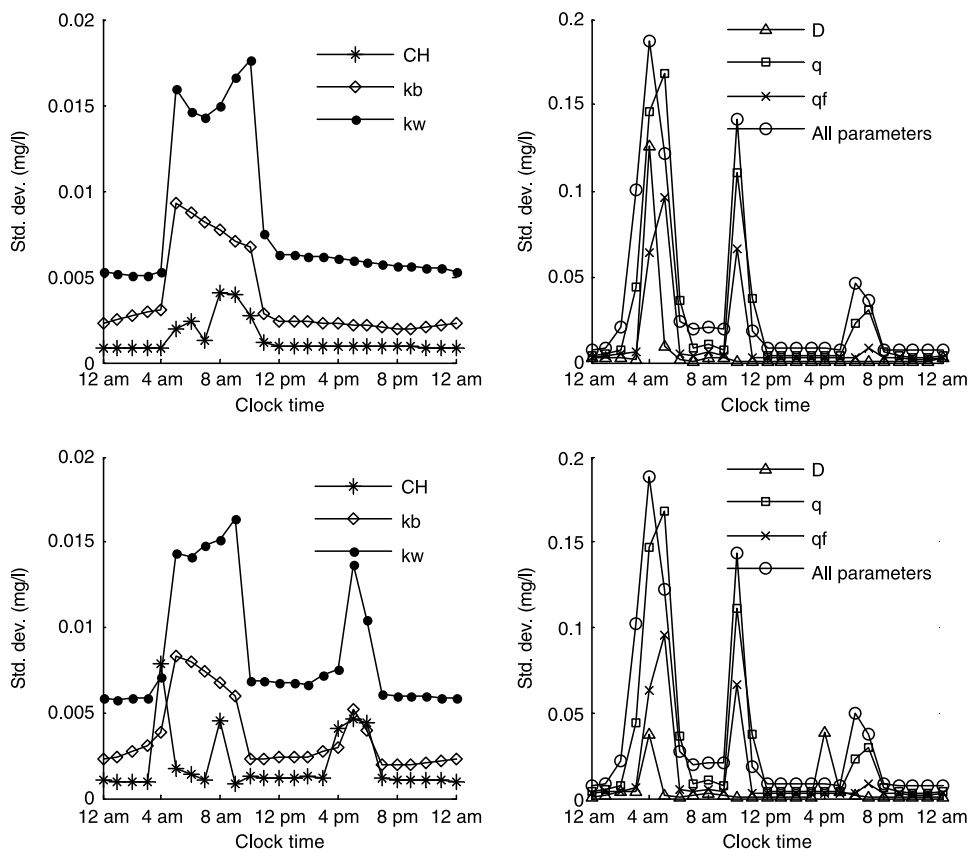 0.02
0.015
0.01
0.005
0
Std. dev. (mg/l)
CH
kb
kw
12 am 4 am 8 am 12 pm 4 pm 8 pm 12 am
Clock time
0.2
0.15
0.1
0.05
0
Std. dev. (mg/l)
D
q
qf
All parameters
12 am 4 am 8 am 12 pm 4 pm 8 pm 12 am
Clock time
0.02
0.015
0.01
0.005
0
Std. dev. (mg/l)
CH
kb
kw
12 am 4 am 8 am 12 pm 4 pm 8 pm 12 am
Clock time
0.2
0.15
0.1
0.05
0
Std. dev. (mg/l)
D
q
qf
All parameters
12 am 4 am 8 am 12 pm 4 pm 8 pm 12 am
Clock time